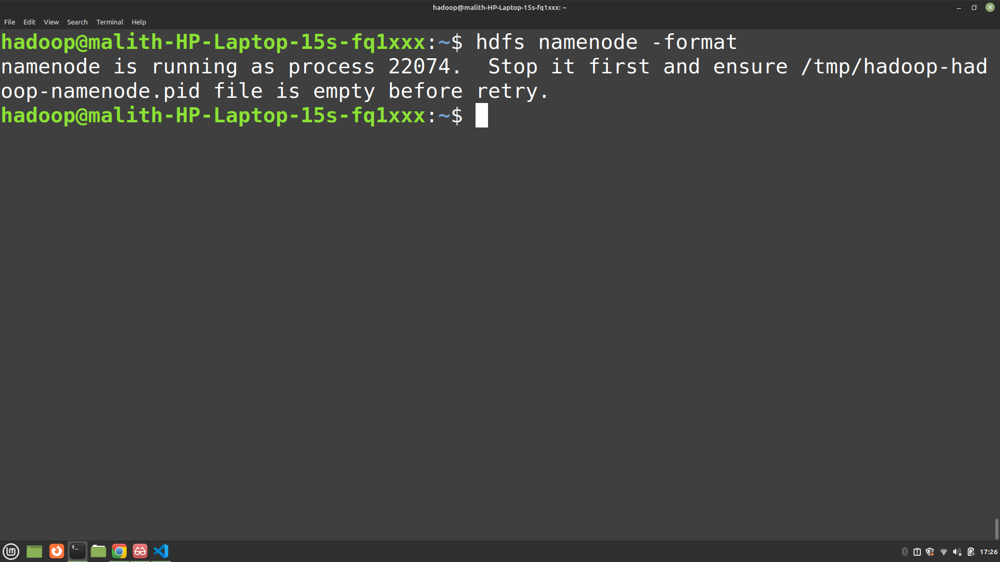 hadoop@malith-HP-Laptop-15s-fq1xxx: ~
File Edit View Search Terminal Help
hadoop@malith-HP-Laptop-15s-fq1xxx:~$ hdfs namenode -format
namenode is running as process 22074.  Stop it first and ensure /tmp/hadoop-had
oop-namenode.pid file is empty before retry.
hadoop@malith-HP-Laptop-15s-fq1xxx:~$
17:26